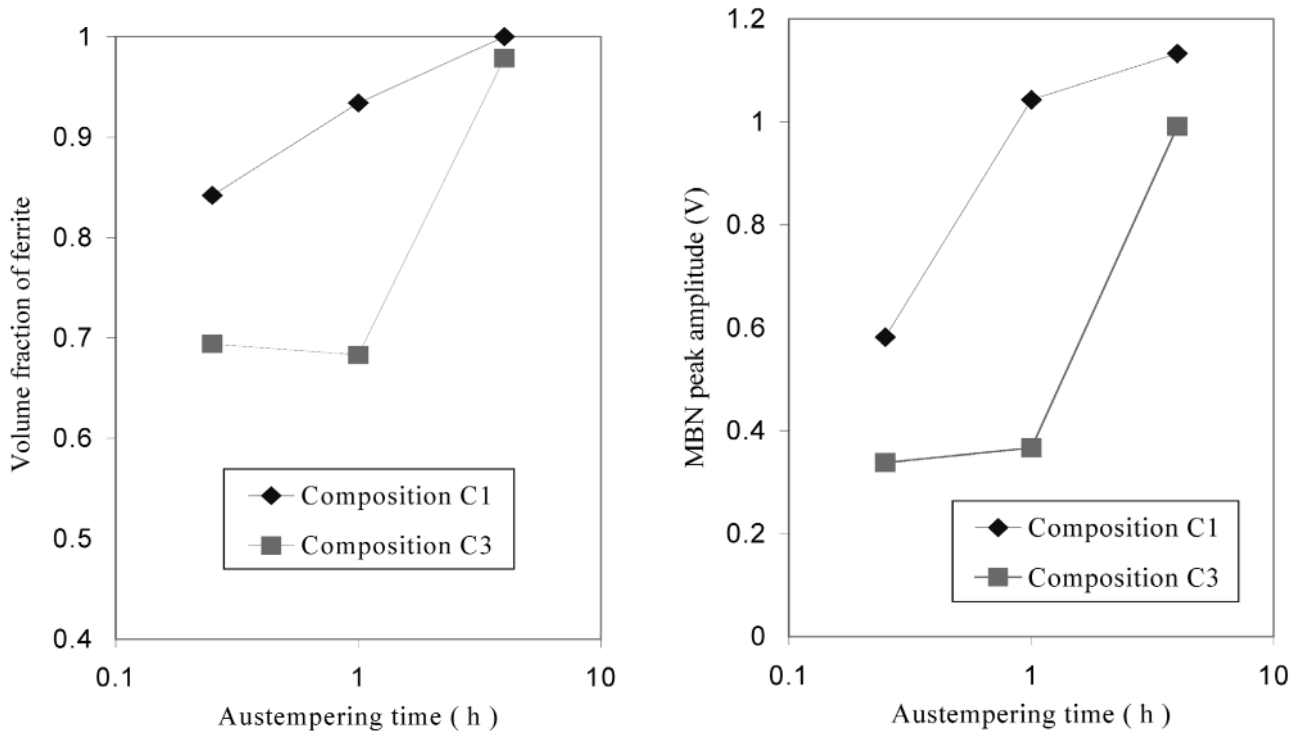 1
0.9
0.8
0.7
0.6
0.5
0.4
Volume fraction of ferrite
Composition C1
Composition C3
0.1
1
10
Austempering time ( h )
1.2
1
0.8
0.6
0.4
0.2
0
MBN peak amplitude (V)
Composition C1
Composition C3
0.1
1
10
Austempering time ( h )